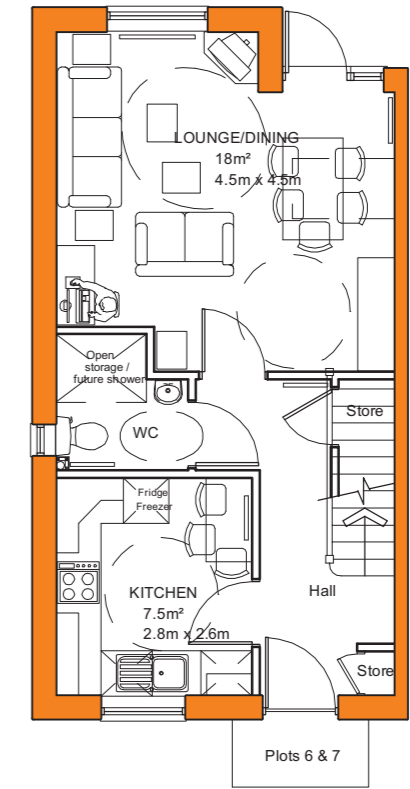 LOUNGE/DINING
18m²
4.5m x 4.5m
Open
storage /
future shower
WC
Store
Fridge
Freezer
KITCHEN
7.5m²
2.8m x 2.6m
Hall
Store
Plots 6 & 7